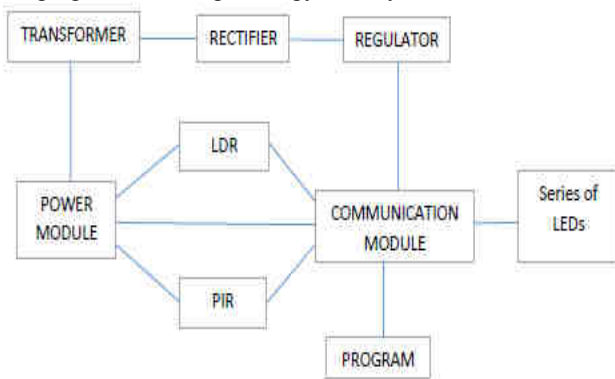 TRANSFORMER
RECTIFIER
REGULATOR
LDR
POWER
MODULE
COMMUNICATION
MODULE
Series of
LEDs
PIR
PROGRAM